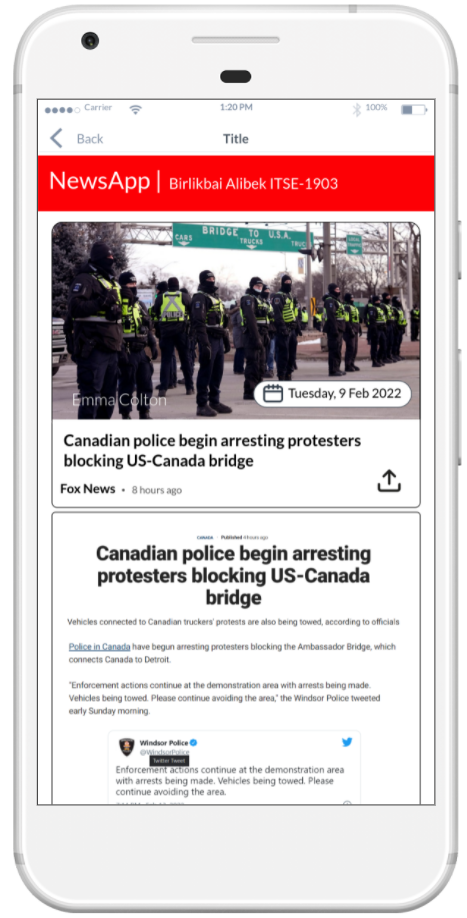 Carrier 1:20 PM 100%
Back Title
NewsApp | Birlikbai Alibek ITSE-1903
BRIDGE TO U.S.A.
CARS TRUCKS TRUC
POLICE
Emma Colton
Tuesday, 9 Feb 2022
Canadian police begin arresting protesters
blocking US-Canada bridge
Fox News • 8 hours ago
CANADA · Published 4 hours ago
Canadian police begin arresting
protesters blocking US-Canada
bridge
Vehicles connected to Canadian truckers' protests are also being towed, according to officials
Police in Canada have begun arresting protesters blocking the Ambassador Bridge, which
connects Canada to Detroit.
"Enforcement actions continue at the demonstration area with arrests being made.
Vehicles being towed. Please continue avoiding the area," the Windsor Police tweeted
early Sunday morning.
Windsor Police
@WindsorPolice
Twitter Tweet
Enforcement actions continue at the demonstration area
with arrests being made. Vehicles being towed. Please
continue avoiding the area.